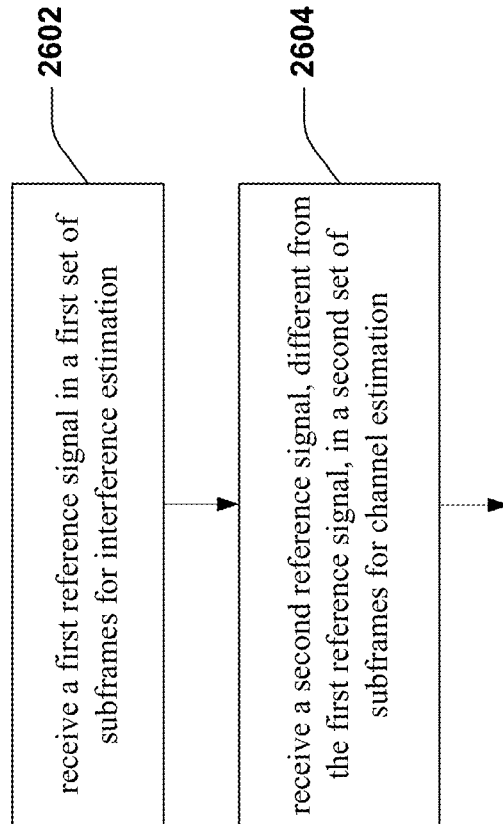 receive a first reference signal in a first set of
subframes for interference estimation
2602
receive a second reference signal, different from
the first reference signal, in a second set of
subframes for channel estimation
2604